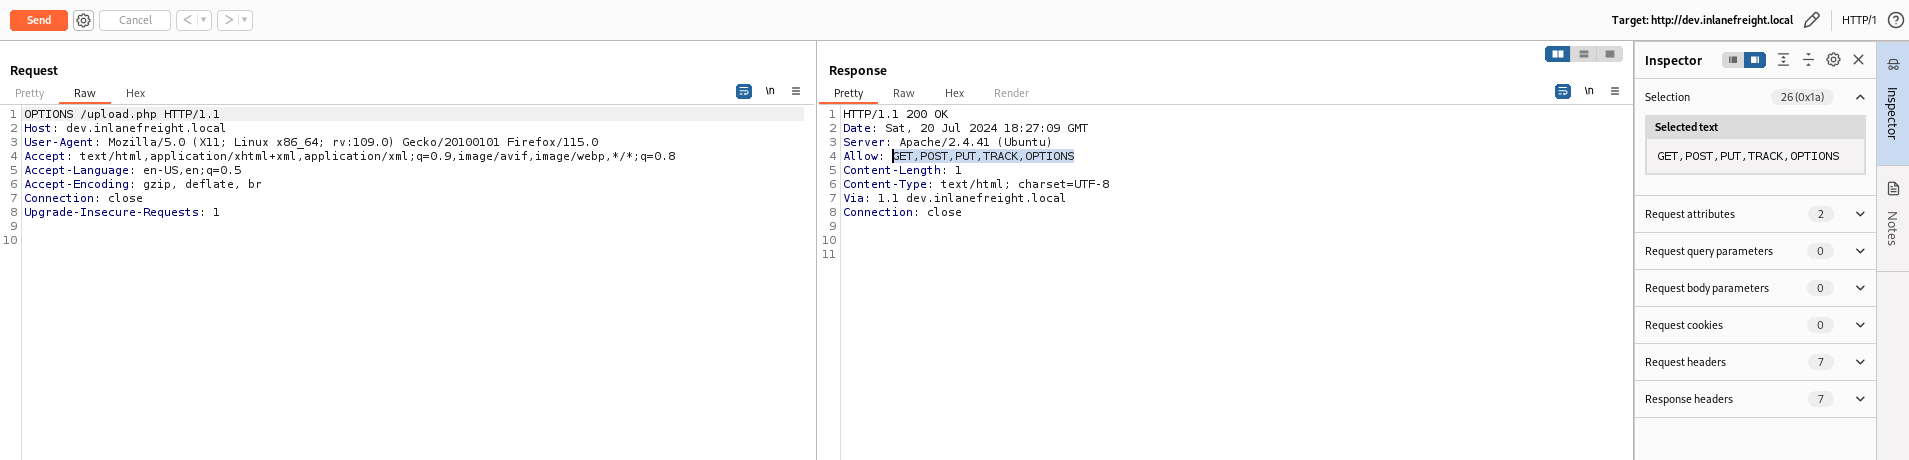 Send
Cancel
< ▾
> ▾
Target: http://dev.inlanefreight.local
HTTP/1
Request
Pretty Raw Hex
\n
1 OPTIONS /upload.php HTTP/1.1
2 Host: dev.inlanefreight.local
3 User-Agent: Mozilla/5.0 (X11; Linux x86_64; rv:109.0) Gecko/20100101 Firefox/115.0
4 Accept: text/html,application/xhtml+xml,application/xml;q=0.9,image/avif,image/webp,*/*;q=0.8
5 Accept-Language: en-US,en;q=0.5
6 Accept-Encoding: gzip, deflate, br
7 Connection: close
8 Upgrade-Insecure-Requests: 1
9
10
Response
Pretty Raw Hex Render
\n
1 HTTP/1.1 200 OK
2 Date: Sat, 20 Jul 2024 18:27:09 GMT
3 Server: Apache/2.4.41 (Ubuntu)
4 Allow: GET,POST,PUT,TRACK,OPTIONS
5 Content-Length: 1
6 Content-Type: text/html; charset=UTF-8
7 Via: 1.1 dev.inlanefreight.local
8 Connection: close
9
10
11
Inspector
Selection 26 (0x1a)
Selected text
GET,POST,PUT,TRACK,OPTIONS
Request attributes 2
Request query parameters 0
Request body parameters 0
Request cookies 0
Request headers 7
Response headers 7
Inspector
Notes